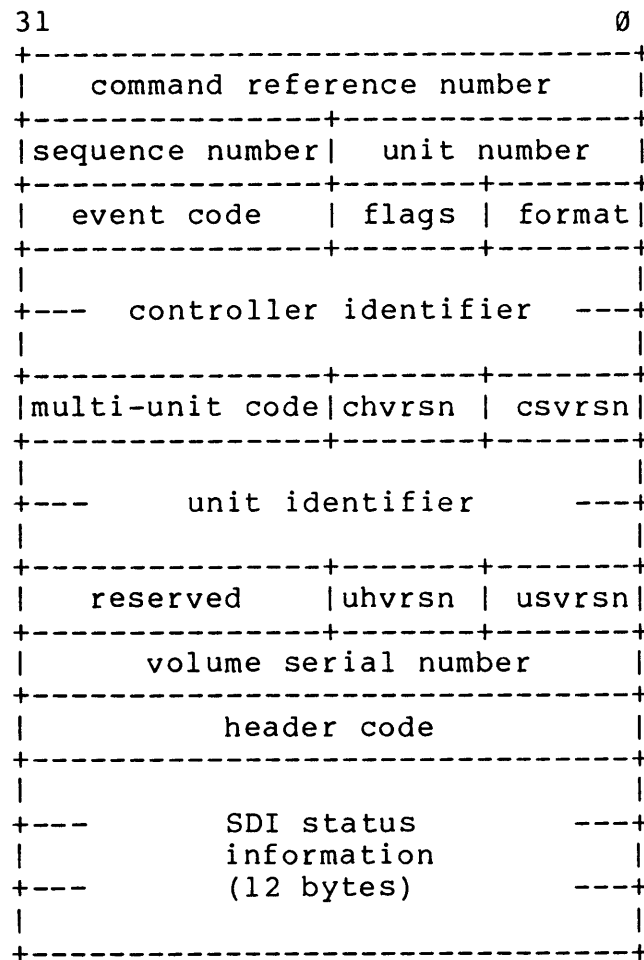 31 0
command reference number
sequence number unit number
event code flags format
controller identifier
multi-unit code chvrsn csvrsn
unit identifier
reserved uhvrsn usvrsn
volume serial number
header code
SDI status
information
(12 bytes)